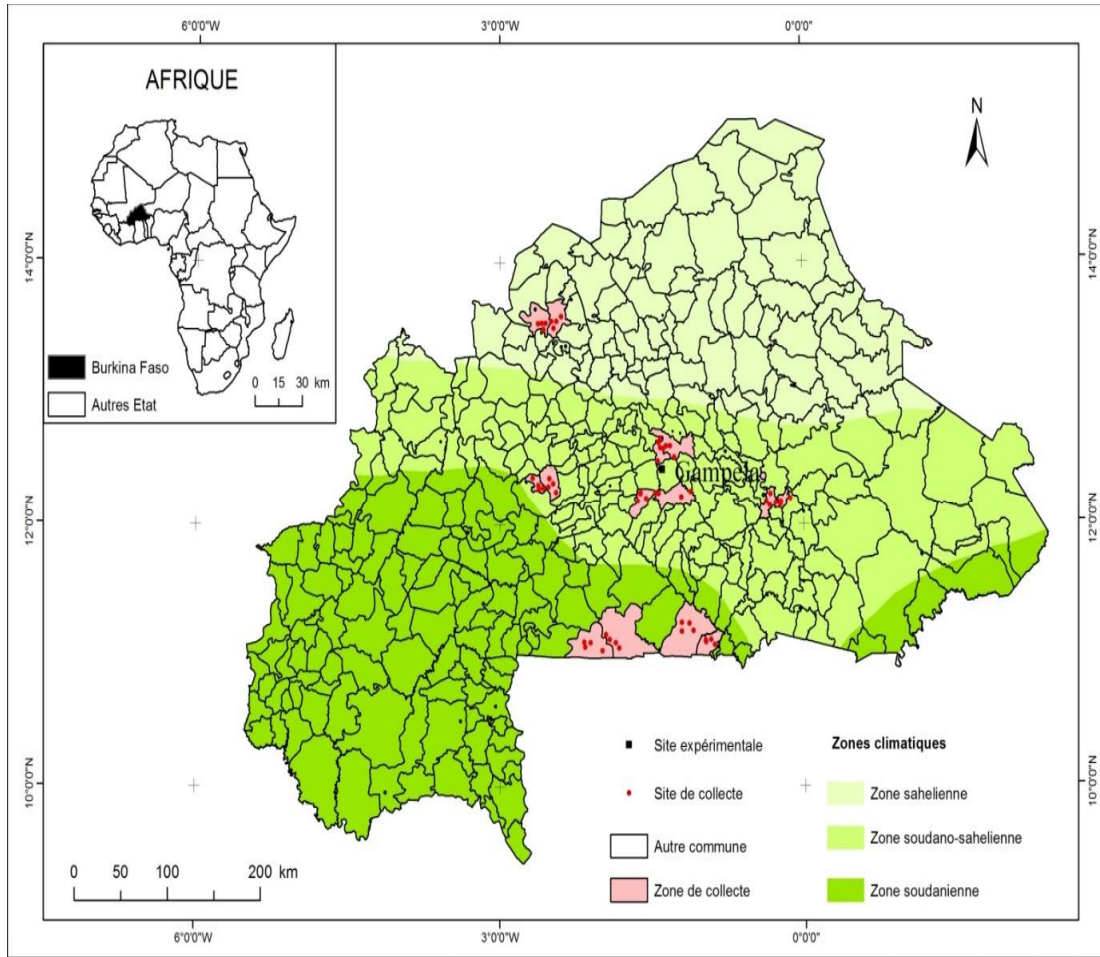 6°0'0"W 3°0'0"W 0°0'0"
AFRIQUE
Burkina Faso
Autres Etat
0 15 30 km
N
14°0'0"N 14°0'0"N
Gampela
12°0'0"N 12°0'0"N
10°0'0"N 10°0'0"N
Site expérimentale
Site de collecte
Autre commune
Zone de collecte
Zones climatiques
Zone sahelienne
Zone soudano-sahelienne
Zone soudanienne
0 50 100 200 km
6°0'0"W 3°0'0"W 0°0'0"